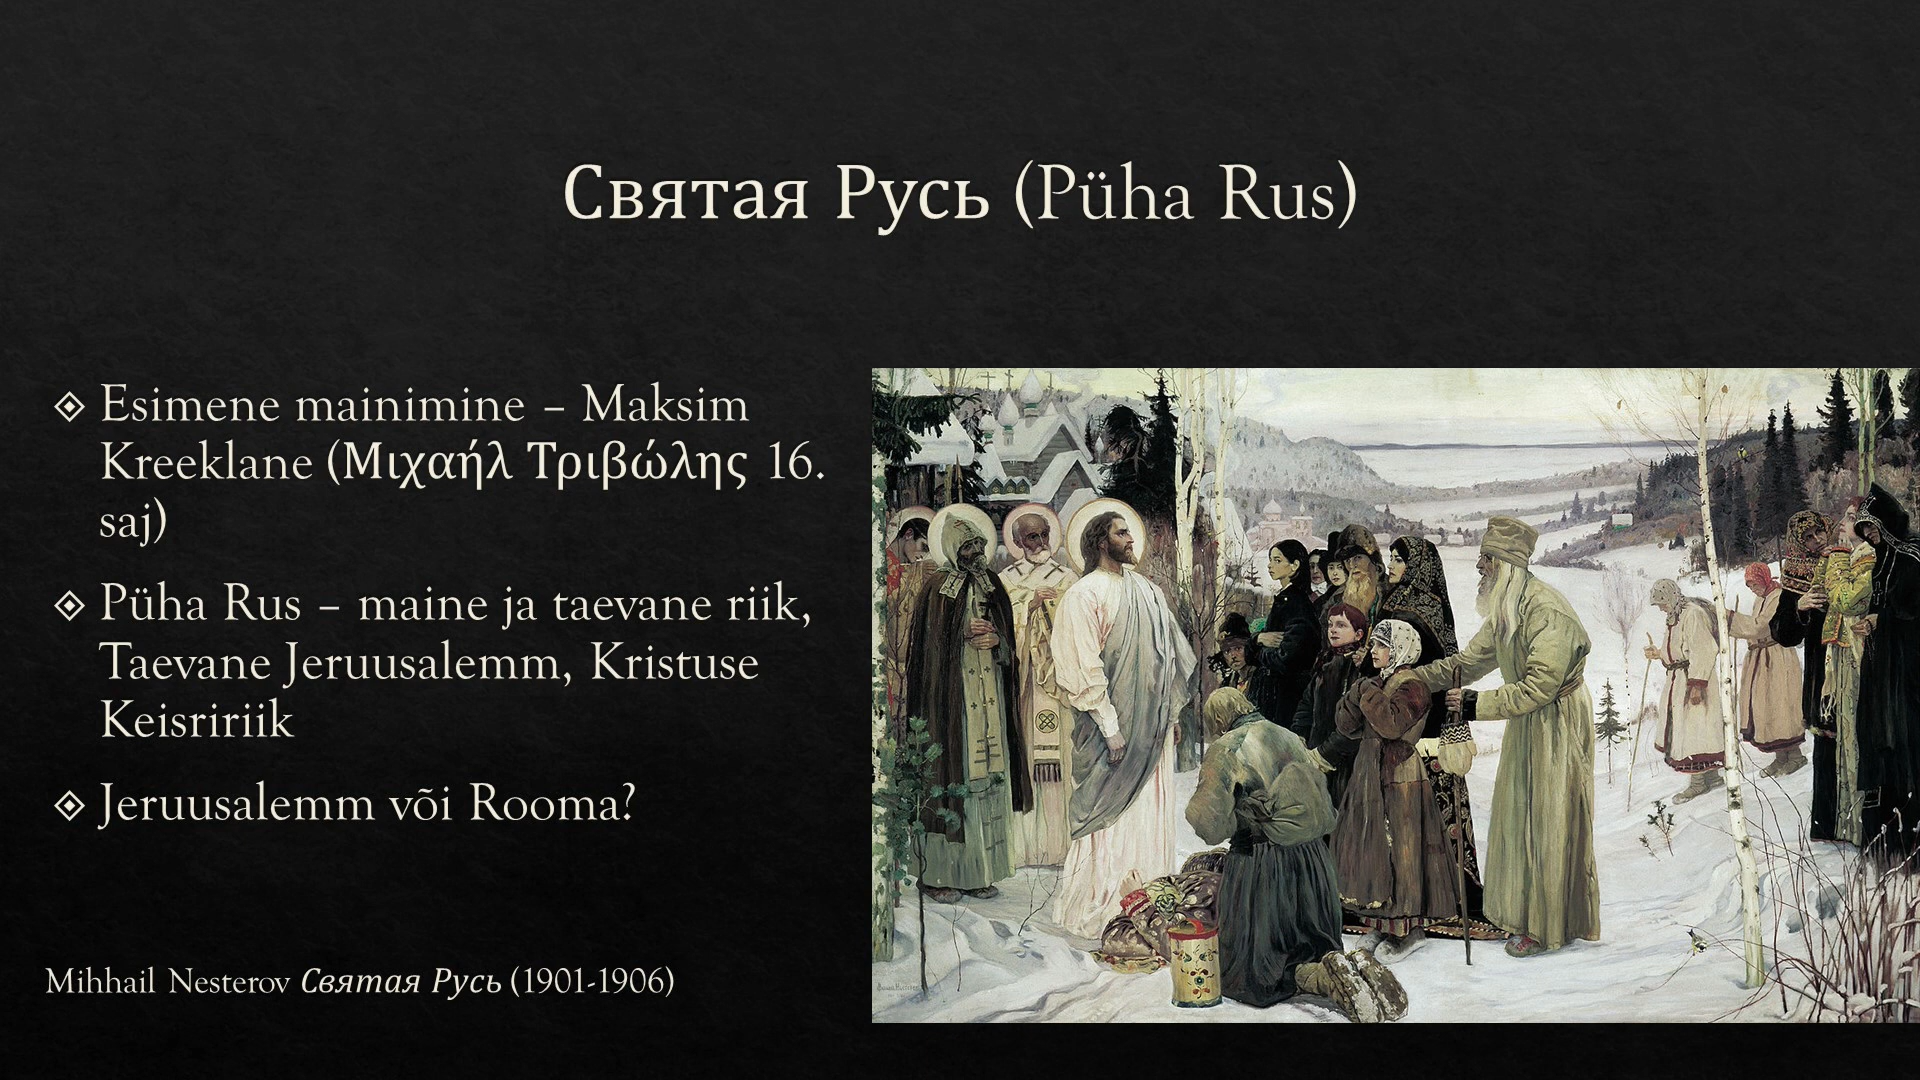 Святая Русь (Püha Rus)
Esimene mainimine – Maksim
Kreeklane (Μιχαήλ Τριβώλης 16.
saj)
Püha Rus – maine ja taevane riik,
Taevane Jeruusalemm, Kristuse
Keisririik
Jeruusalemm või Rooma?
Mihhail Nesterov Святая Русь (1901-1906)